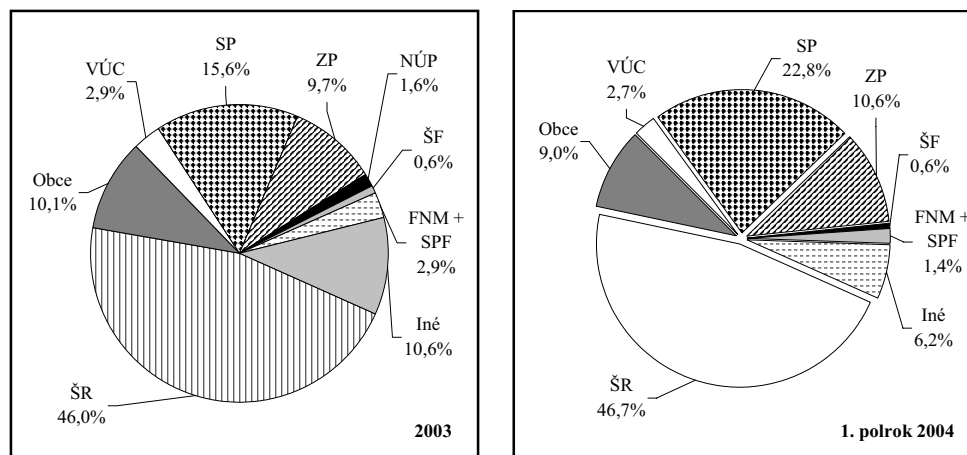 SP
15,6%
ZP
9,7%
NÚP
1,6%
VÚC
2,9%
ŠF
0,6%
Obce
10,1%
FNM +
SPF
2,9%
Iné
10,6%
ŠR
46,0%
2003
SP
22,8%
VÚC
2,7%
ZP
10,6%
Obce
9,0%
ŠF
0,6%
FNM +
SPF
1,4%
Iné
6,2%
ŠR
46,7%
1. polrok 2004